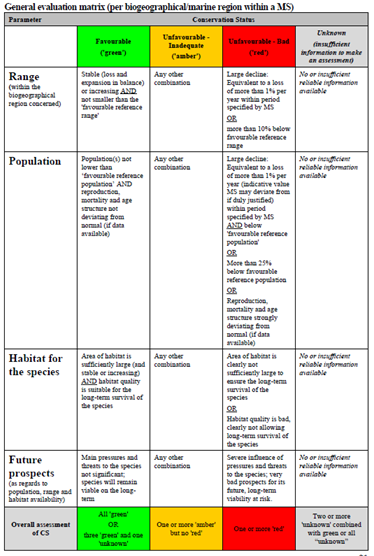 General evaluation matrix (per biogeographical/marine region within a MS)
Parameter
Conservation Status
Favourable
('green')
Unfavourable -
Inadequate
('amber')
Unfavourable - Bad
('red')
Unknown
(insufficient
information to make
an assessment)
Range
(within the
biogeographical
region concerned)
Stable (loss and
expansion in balance)
or increasing AND
not smaller than the
'favourable reference
range'
Any other
combination
Large decline:
Equivalent to a loss
of more than 1% per
year within period
specified by MS
OR
more than 10% below
favourable reference
range
No or insufficient
reliable information
available
Population
Population(s) not
lower than
'favourable reference
population' AND
reproduction,
mortality and age
structure not
deviating from
normal (if data
available)
Any other
combination
Large decline:
Equivalent to a loss
of more than 1% per
year (indicative value
MS may deviate from
if duly justified)
within period
specified by MS
AND below
'favourable reference
population'
OR
More than 25%
below favourable
reference population
OR
Reproduction,
mortality and age
structure strongly
deviating from
normal (if data
available)
No or insufficient
reliable information
available
Habitat for
the species
Area of habitat is
sufficiently large (and
stable or increasing)
AND habitat quality
is suitable for the
long-term survival of
the species
Any other
combination
Area of habitat is
clearly not
sufficiently large to
ensure the long-term
survival of the
species
OR
Habitat quality is bad,
clearly not allowing
long-term survival of
the species
No or insufficient
reliable information
available
Future
prospects
(as regards to
population, range and
habitat availability)
Main pressures and
threats to the species
not significant;
species will remain
viable on the long-
term
Any other
combination
Severe influence of
pressures and threats
to the species; very
bad prospects for its
future, long-term
viability at risk.
No or insufficient
reliable information
available
Overall assessment
of CS
All 'green'
OR
three 'green' and one
'unknown'
One or more 'amber'
but no 'red'
One or more 'red'
Two or more
'unknown' combined
with green or all
"unknown"